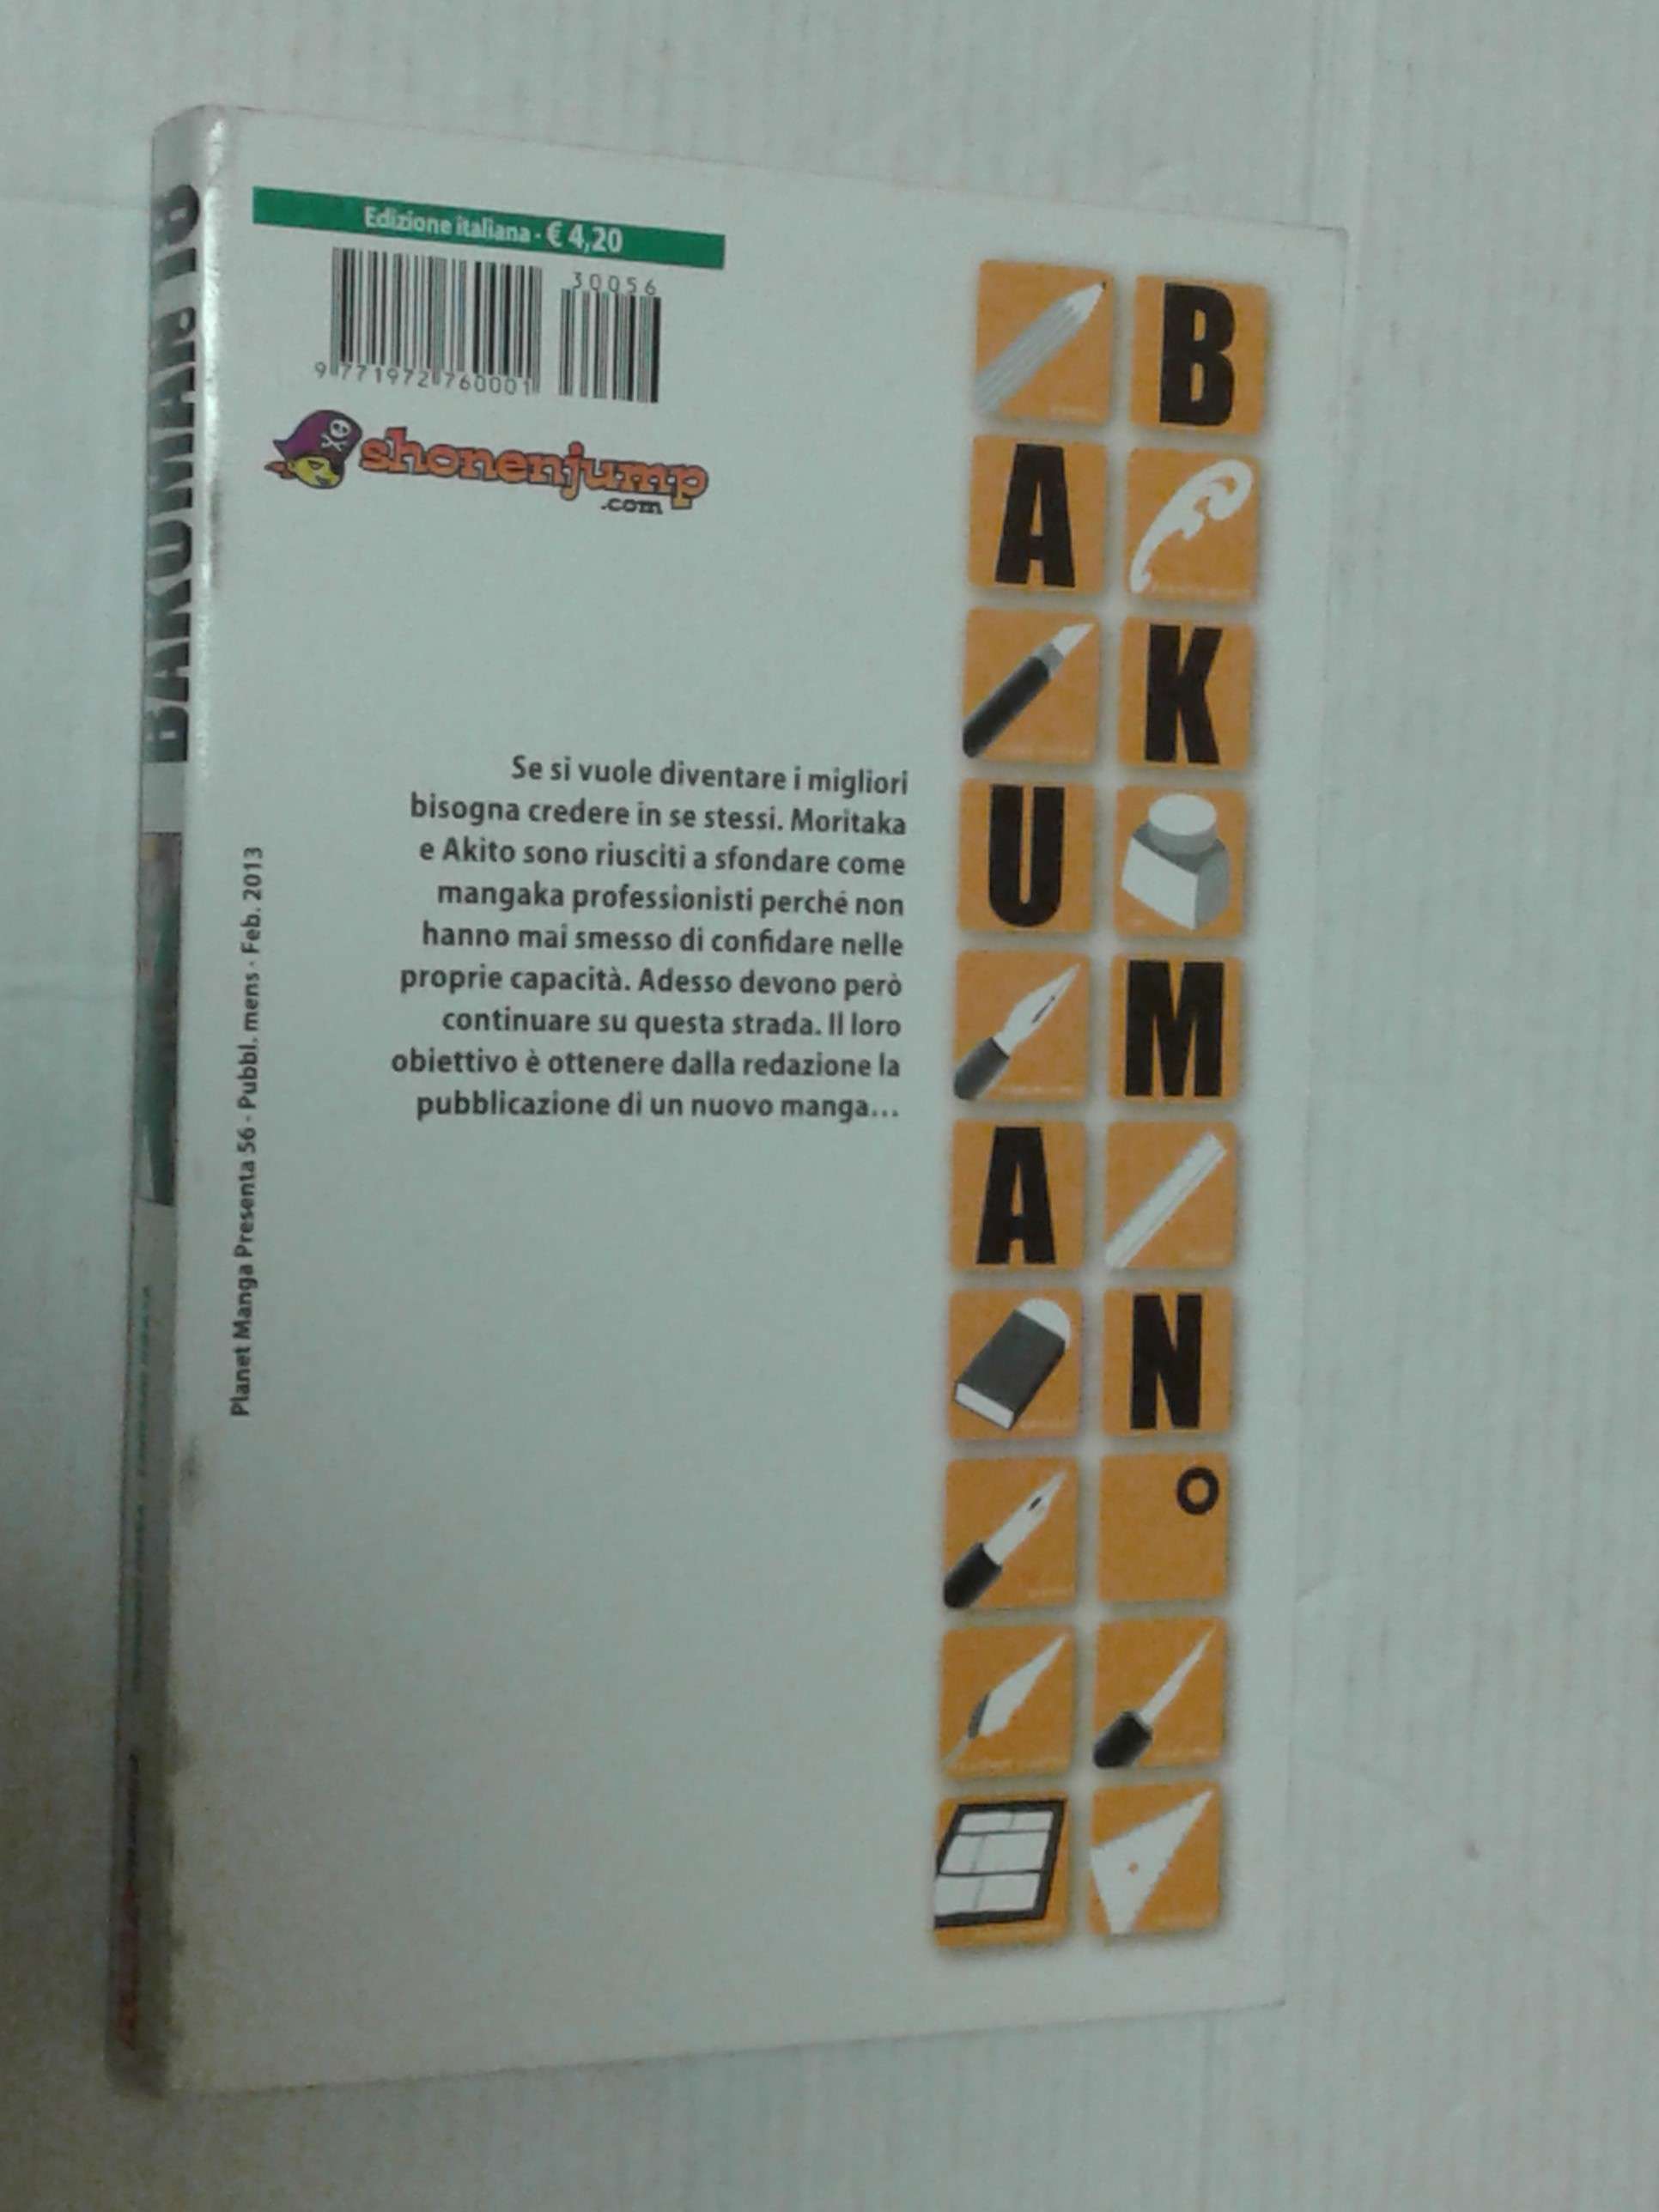 BAKUMAN 18
Edizione italiana - € 4,20
30056
9 771972 760001
shonenjump
.com
Se si vuole diventare i migliori
bisogna credere in se stessi. Moritaka
e Akito sono riusciti a sfondare come
mangaka professionisti perché non
hanno mai smesso di confidare nelle
proprie capacità. Adesso devono però
continuare su questa strada. Il loro
obiettivo è ottenere dalla redazione la
pubblicazione di un nuovo manga...
Planet Manga Presenta 56 - Pubbl. mens - Feb. 2013
B
A
K
U
M
A
N